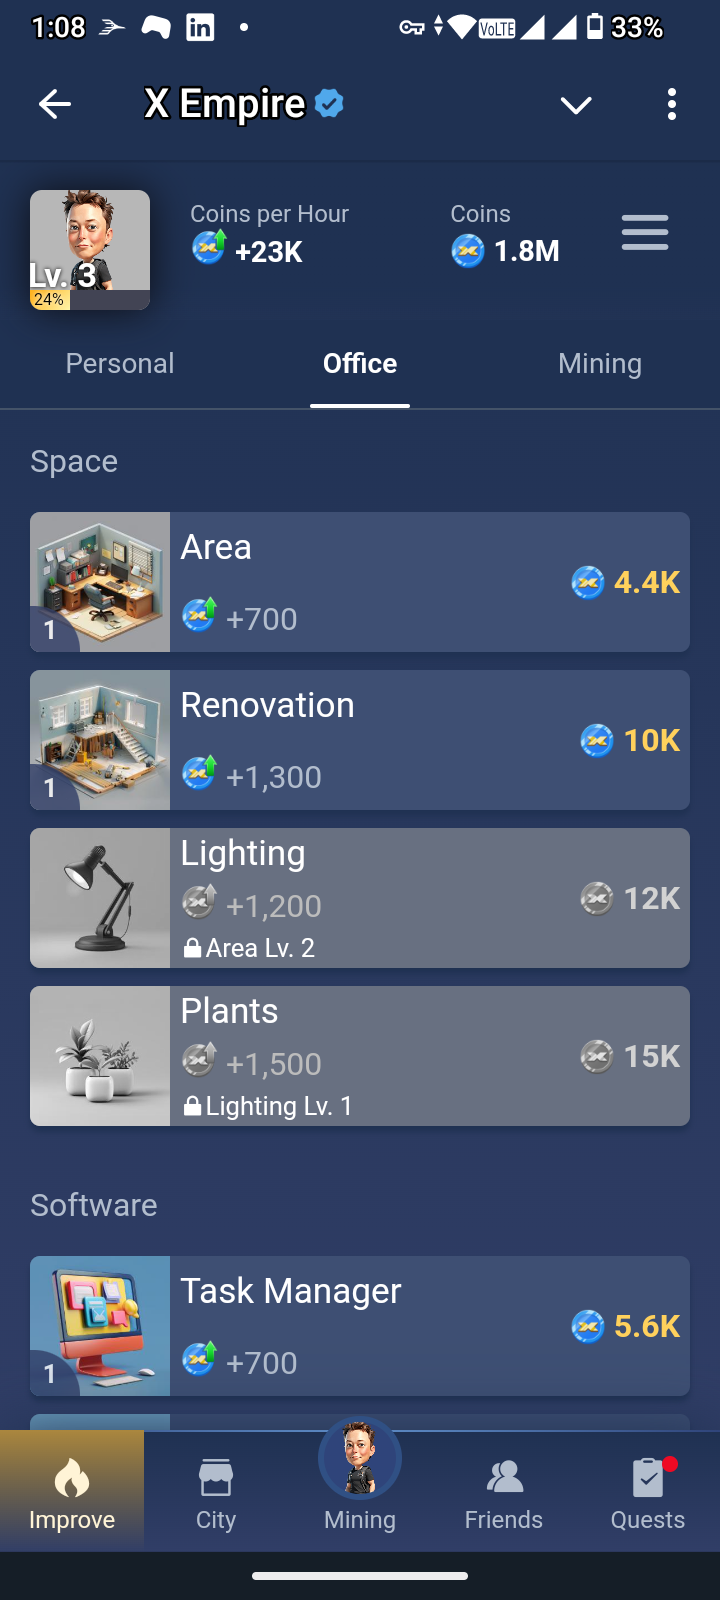 1:08
VoLTE
33%
X Empire
Coins per Hour
+23K
Coins
1.8M
Lv. 3
24%
Personal
Office
Mining
Space
Area
+700
4.4K
1
Renovation
+1,300
10K
1
Lighting
+1,200
12K
Area Lv. 2
Plants
+1,500
15K
Lighting Lv. 1
Software
Task Manager
+700
5.6K
1
Improve
City
Mining
Friends
Quests